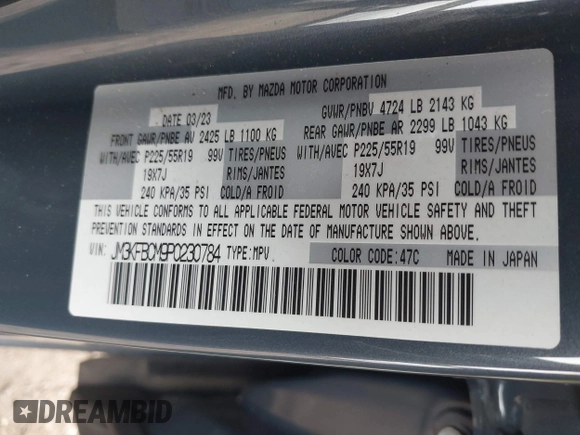 MFD. BY MAZDA MOTOR CORPORATION
DATE 03/23 GVWR/PNBV 4724 LB 2143 KG
FRONT GAWR/PNBE AV 2425 LB 1100 KG REAR GAWR/PNBE AR 2299 LB 1043 KG
WITH/AVEC P225/55R19 99V TIRES/PNEUS WITH/AVEC P225/55R19 99V TIRES/PNEUS
19X7J RIMS/JANTES 19X7J RIMS/JANTES
240 KPA/35 PSI COLD/A FROID 240 KPA/35 PSI COLD/A FROID
THIS VEHICLE CONFORMS TO ALL APPLICABLE FEDERAL MOTOR VEHICLE SAFETY AND THEFT
PREVENTION STANDARDS IN EFFECT ON THE DATE OF MANUFACTURE SHOWN ABOVE.
VIN: JM3KFBCM9P0230784 TYPE:MPV COLOR CODE:47C MADE IN JAPAN
DREAMBID